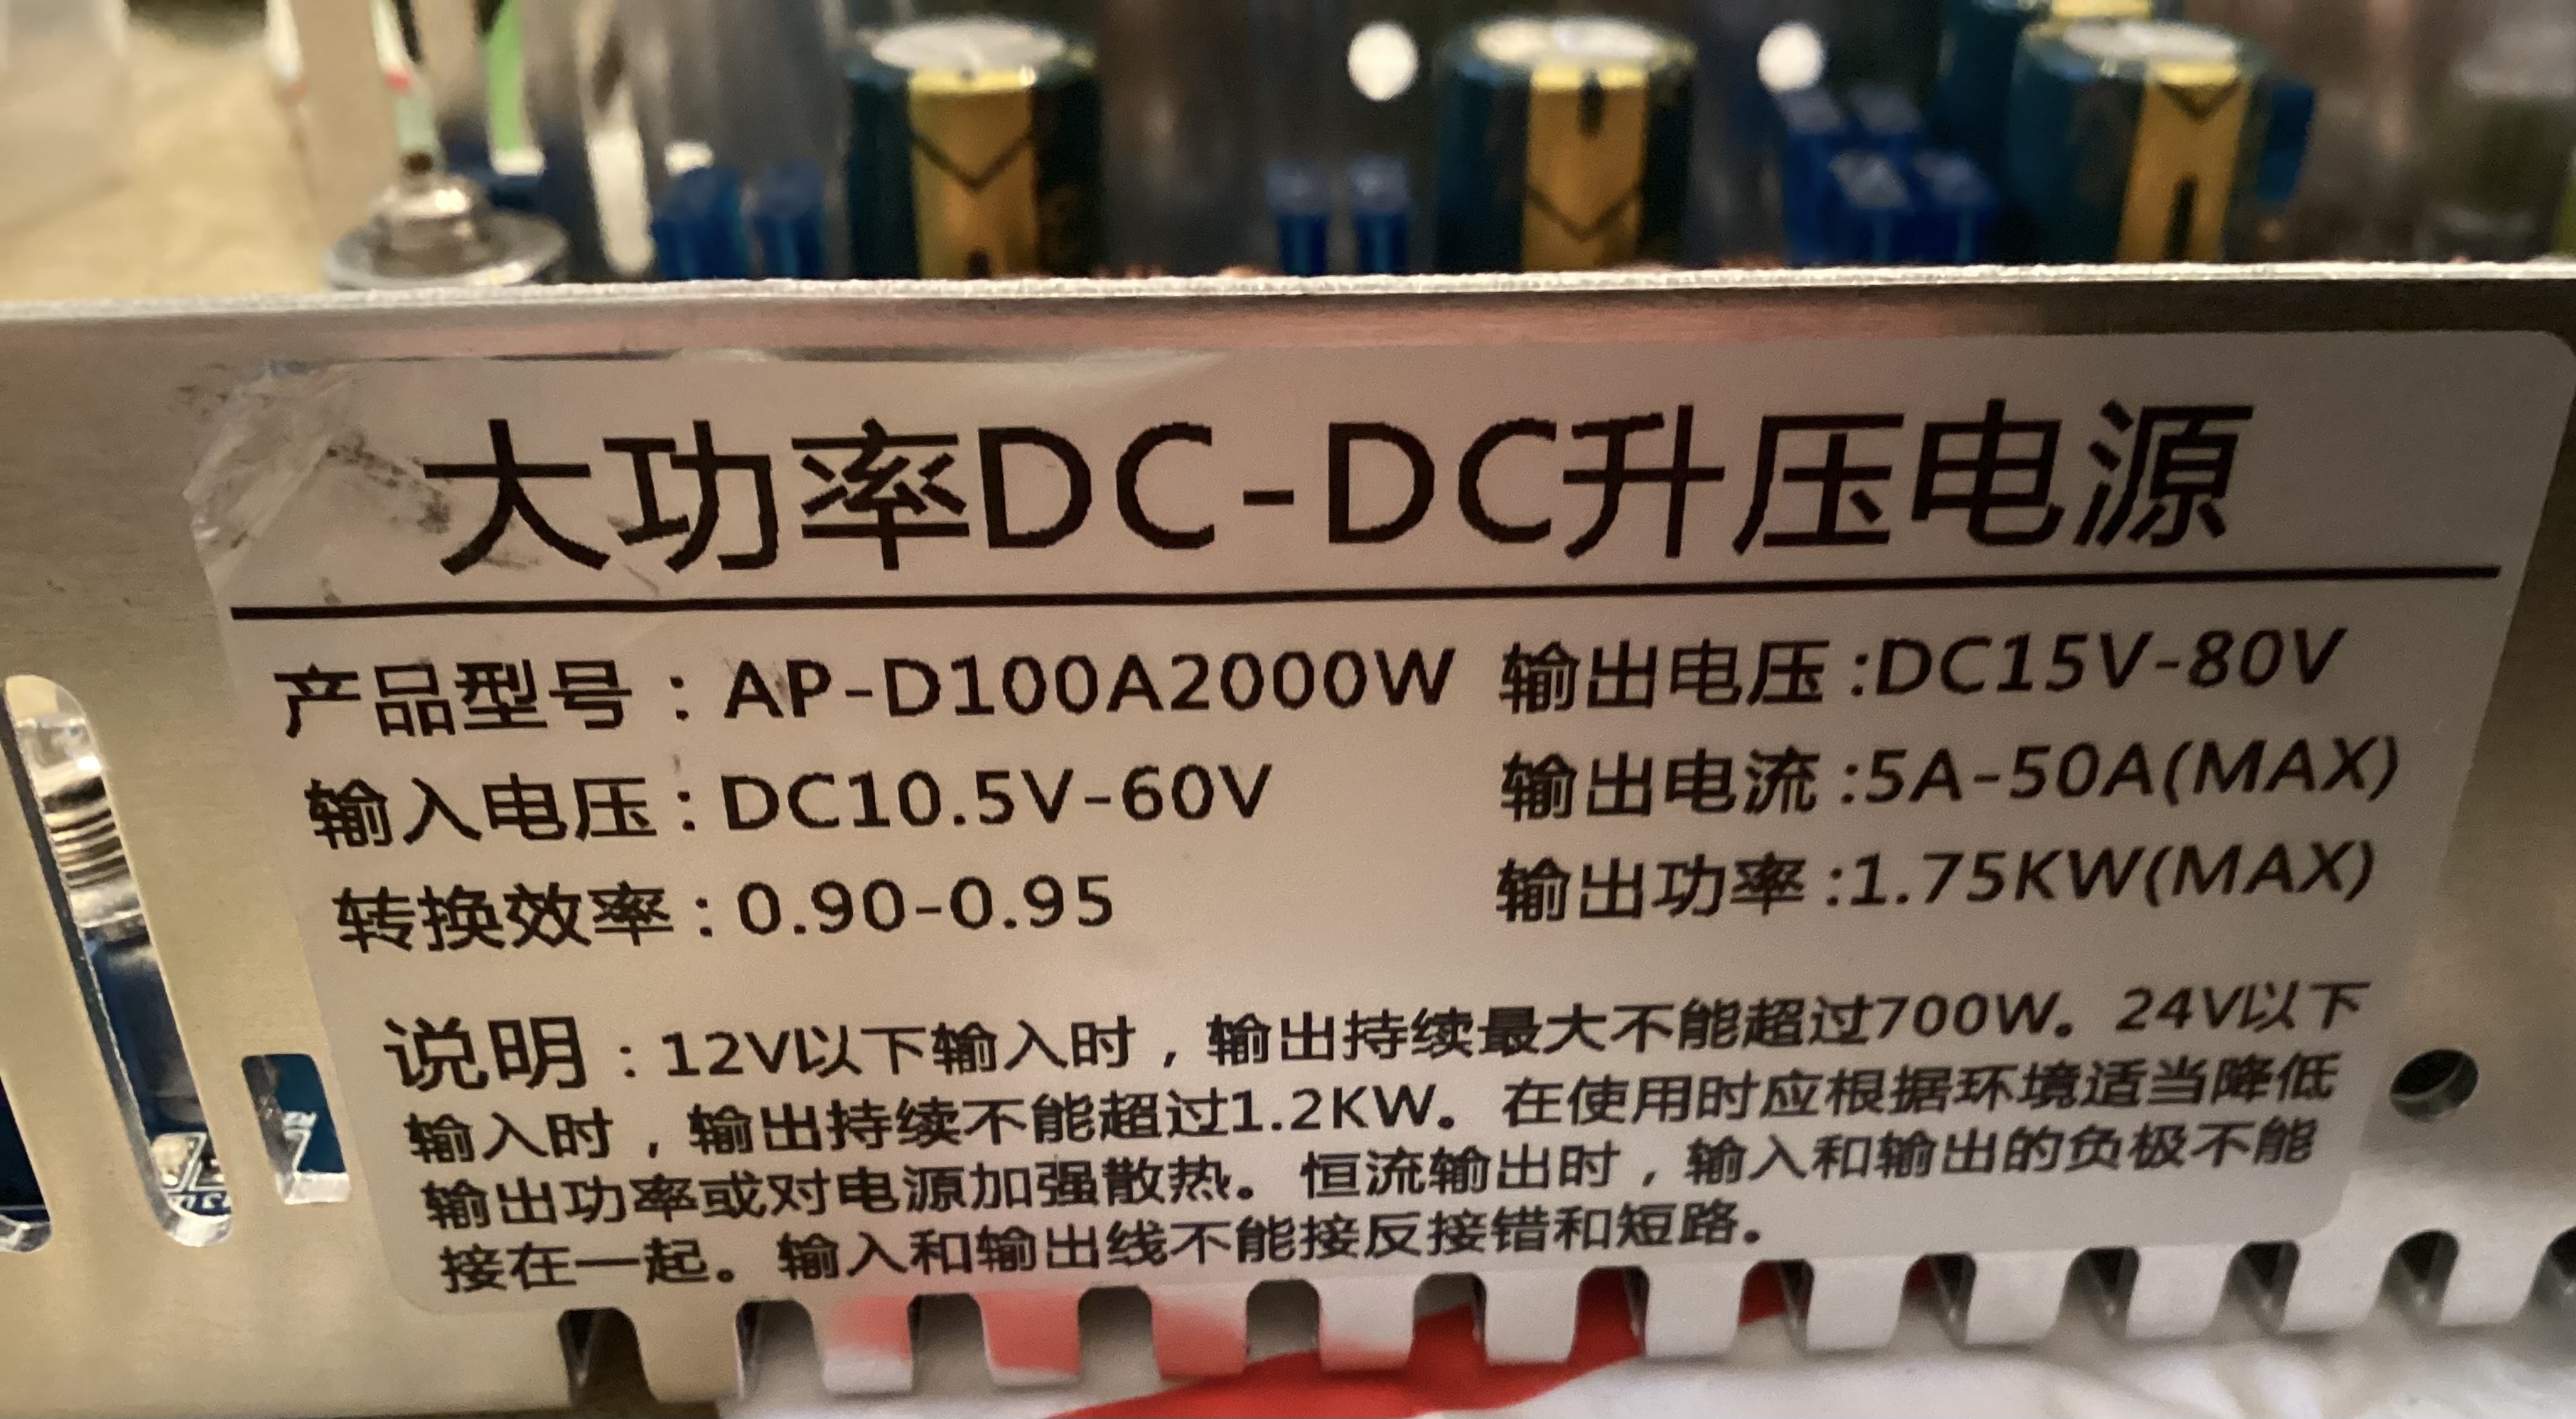 大功率DC-DC升压电源
产品型号：AP-D100A2000W 输出电压:DC15V-80V
输入电压：DC10.5V-60V 输出电流:5A-50A(MAX)
转换效率：0.90-0.95 输出功率:1.75KW(MAX)
说明：12V以下输入时，输出持续最大不能超过700W。24V以下
输入时，输出持续不能超过1.2KW。在使用时应根据环境适当降低
输出功率或对电源加强散热。恒流输出时，输入和输出的负极不能
接在一起。输入和输出线不能接反接错和短路。